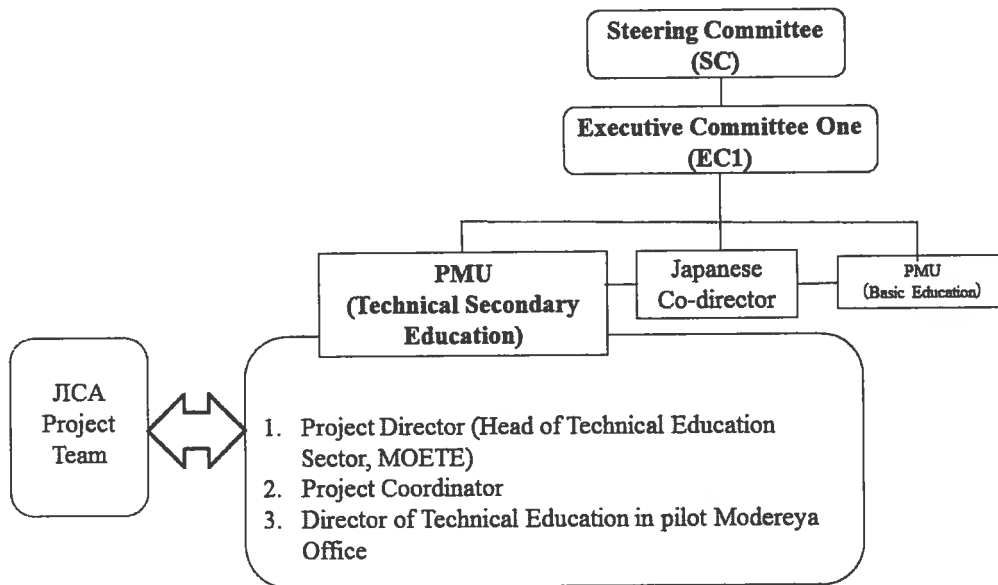 Steering Committee
(SC)
Executive Committee One
(EC1)
PMU
(Technical Secondary
Education)
Japanese
Co-director
PMU
(Basic Education)
JICA
Project
Team
1. Project Director (Head of Technical Education
Sector, MOETE)
2. Project Coordinator
3. Director of Technical Education in pilot Modereya
Office